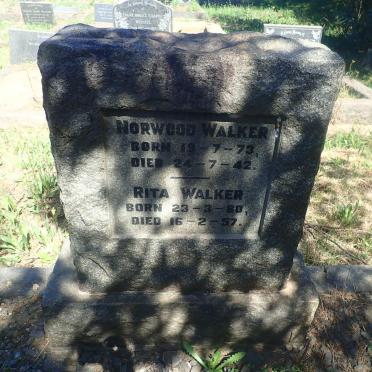 Norwood Walker
Born 19-7-73.
Died 24-7-42.
Rita Walker
Born 23-3-80,
Died 16-2-57.